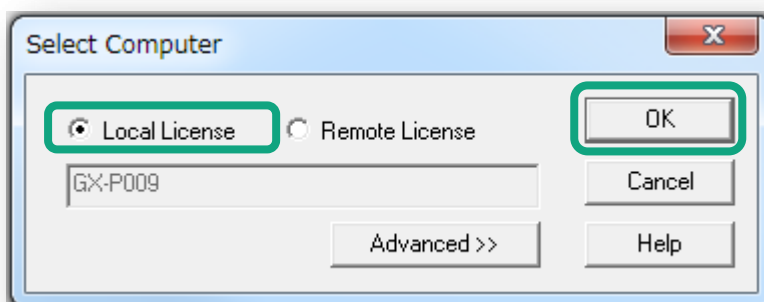 Select Computer
Local License Remote License OK
GX-P009 Cancel
Advanced >> Help